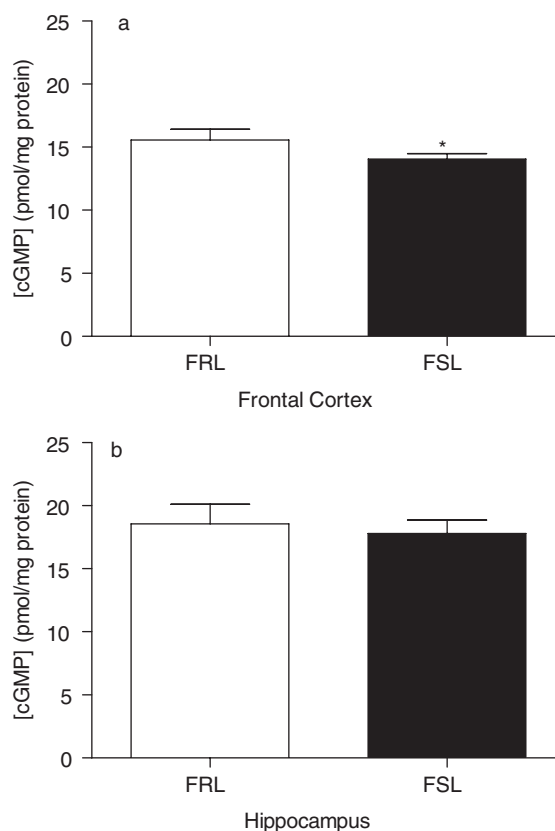 a
25
20
15
10
5
0
[cGMP] (pmol/mg protein)
*
FRL FSL
Frontal Cortex
b
25
20
15
10
5
0
[cGMP] (pmol/mg protein)
FRL FSL
Hippocampus